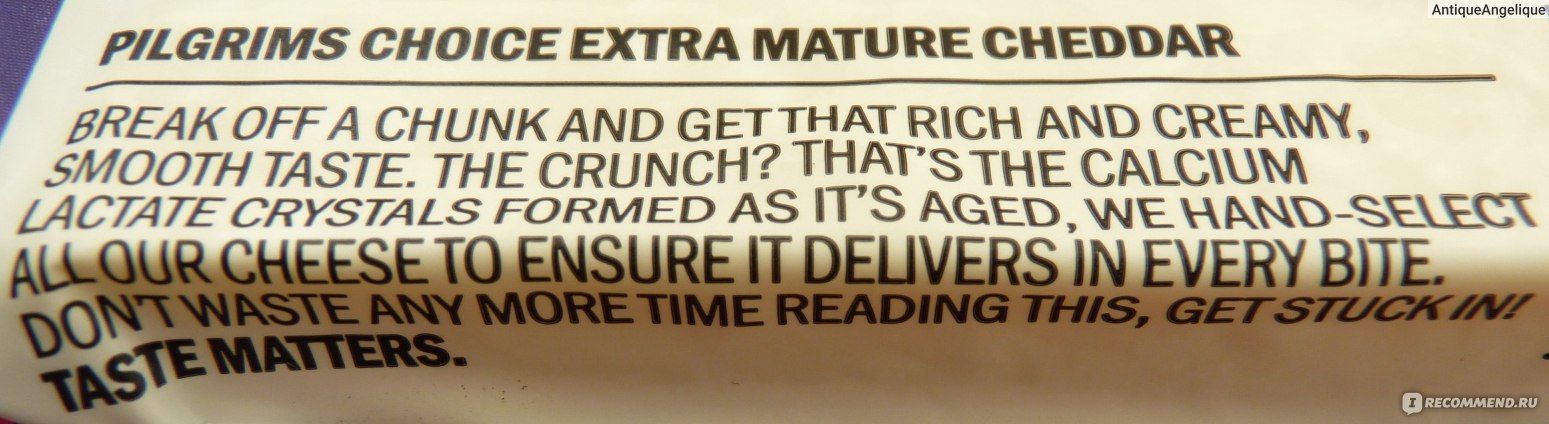 AntiqueAngelique
PILGRIMS CHOICE EXTRA MATURE CHEDDAR
BREAK OFF A CHUNK AND GET THAT RICH AND CREAMY,
SMOOTH TASTE. THE CRUNCH? THAT'S THE CALCIUM
LACTATE CRYSTALS FORMED AS IT'S AGED, WE HAND-SELECT
ALL OUR CHEESE TO ENSURE IT DELIVERS IN EVERY BITE.
DON'T WASTE ANY MORE TIME READING THIS, GET STUCK IN!
TASTE MATTERS.
IRECOMMEND.RU